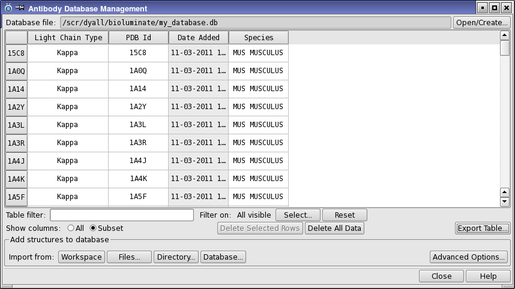 Antibody Database Management
Database file: /scr/dyall/bioluminate/my_database.db Open/Create...
Light Chain Type PDB Id Date Added Species
15C8 Kappa 15C8 11-03-2011 1... MUS MUSCULUS
1A0Q Kappa 1A0Q 11-03-2011 1... MUS MUSCULUS
1A14 Kappa 1A14 11-03-2011 1... MUS MUSCULUS
1A2Y Kappa 1A2Y 11-03-2011 1... MUS MUSCULUS
1A3L Kappa 1A3L 11-03-2011 1... MUS MUSCULUS
1A3R Kappa 1A3R 11-03-2011 1... MUS MUSCULUS
1A4J Kappa 1A4J 11-03-2011 1... MUS MUSCULUS
1A4K Kappa 1A4K 11-03-2011 1... MUS MUSCULUS
1A5F Kappa 1A5F 11-03-2011 1... MUS MUSCULUS
Table filter: Filter on: All visible Select... Reset
Show columns: All Subset Delete Selected Rows Delete All Data Export Table...
Add structures to database
Import from: Workspace Files... Directory... Database... Advanced Options...
Close Help